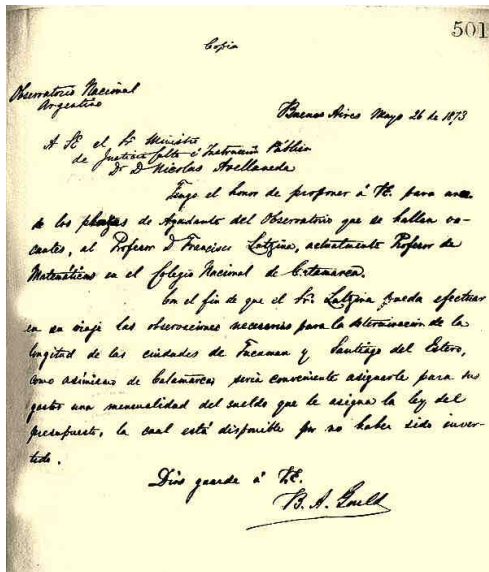 501
Copia
Observatorio Nacional
Argentino
Buenos Aires Mayo 26 de 1873
A SE el Sr Ministro
de Justicia Culto é Instruccion Pública
Dr D Nicolas Avellaneda
Tengo el honor de proponer á VE. para una
de las plazas de Ayudante del Observatorio que se hallan va-
cantes, al Profesor D Francisco Latzina, actualmente Profesor de
Matemáticas en el Colegio Nacional de Catamarca.
Con el fin de que el Sr. Latzina pueda efectuar
en su viaje las observaciones necesarias para la determinacion de la
longitud de las ciudades de Tucuman y Santiago del Estero,
como asimismo de Catamarca, seria conveniente asignarle para sus
gastos una mensualidad del sueldo que le asigna la ley del
presupuesto, la cual está disponible por no haber sido inver-
tida.
Dios guarde á V.E.
B. A. Gould